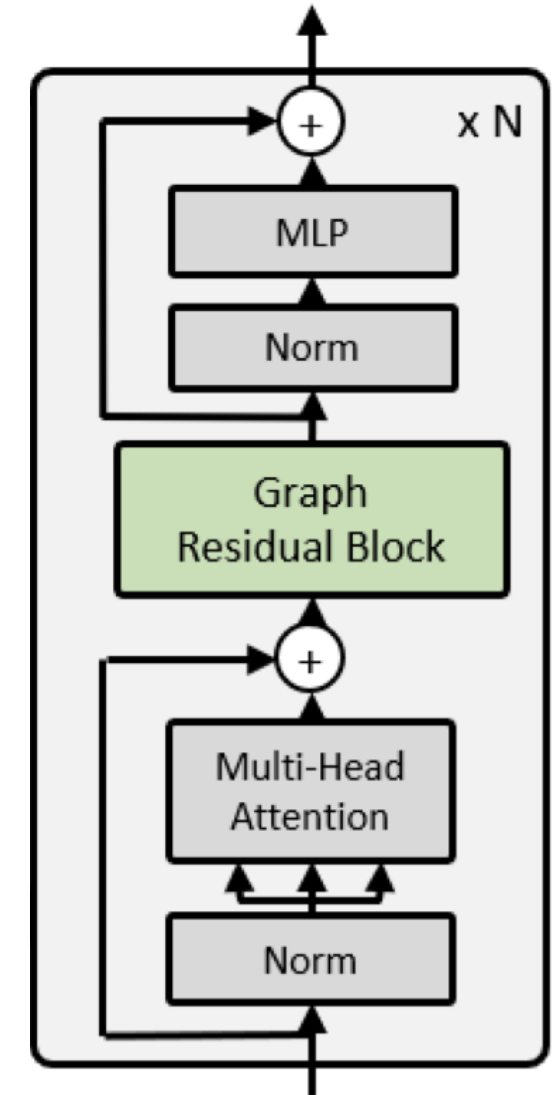 +
x N
MLP
Norm
Graph
Residual Block
+
Multi-Head
Attention
Norm